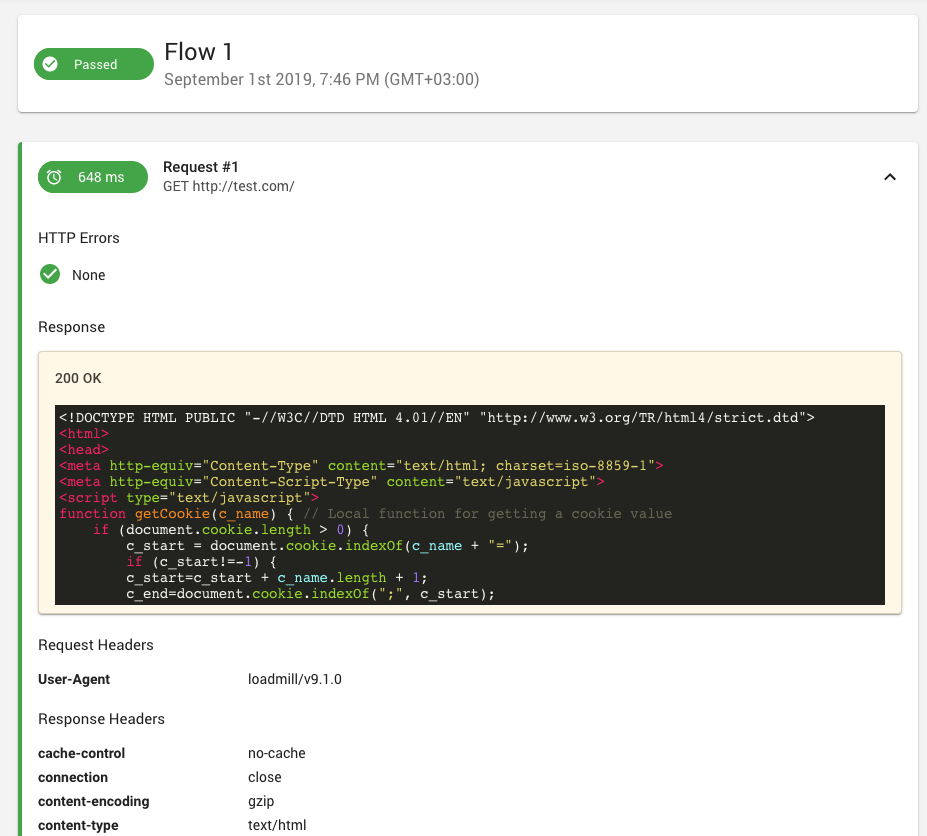 Passed
Flow 1
September 1st 2019, 7:46 PM (GMT+03:00)
648 ms
Request #1
GET http://test.com/
HTTP Errors
None
Response
200 OK
<!DOCTYPE HTML PUBLIC "-//W3C//DTD HTML 4.01//EN" "http://www.w3.org/TR/html4/strict.dtd">
<html>
<head>
<meta http-equiv="Content-Type" content="text/html; charset=iso-8859-1">
<meta http-equiv="Content-Script-Type" content="text/javascript">
<script type="text/javascript">
function getCookie(c_name) { // Local function for getting a cookie value
    if (document.cookie.length > 0) {
        c_start = document.cookie.indexOf(c_name + "=");
        if (c_start!=-1) {
        c_start=c_start + c_name.length + 1;
        c_end=document.cookie.indexOf(";", c_start);
Request Headers
User-Agent loadmill/v9.1.0
Response Headers
cache-control no-cache
connection close
content-encoding gzip
content-type text/html